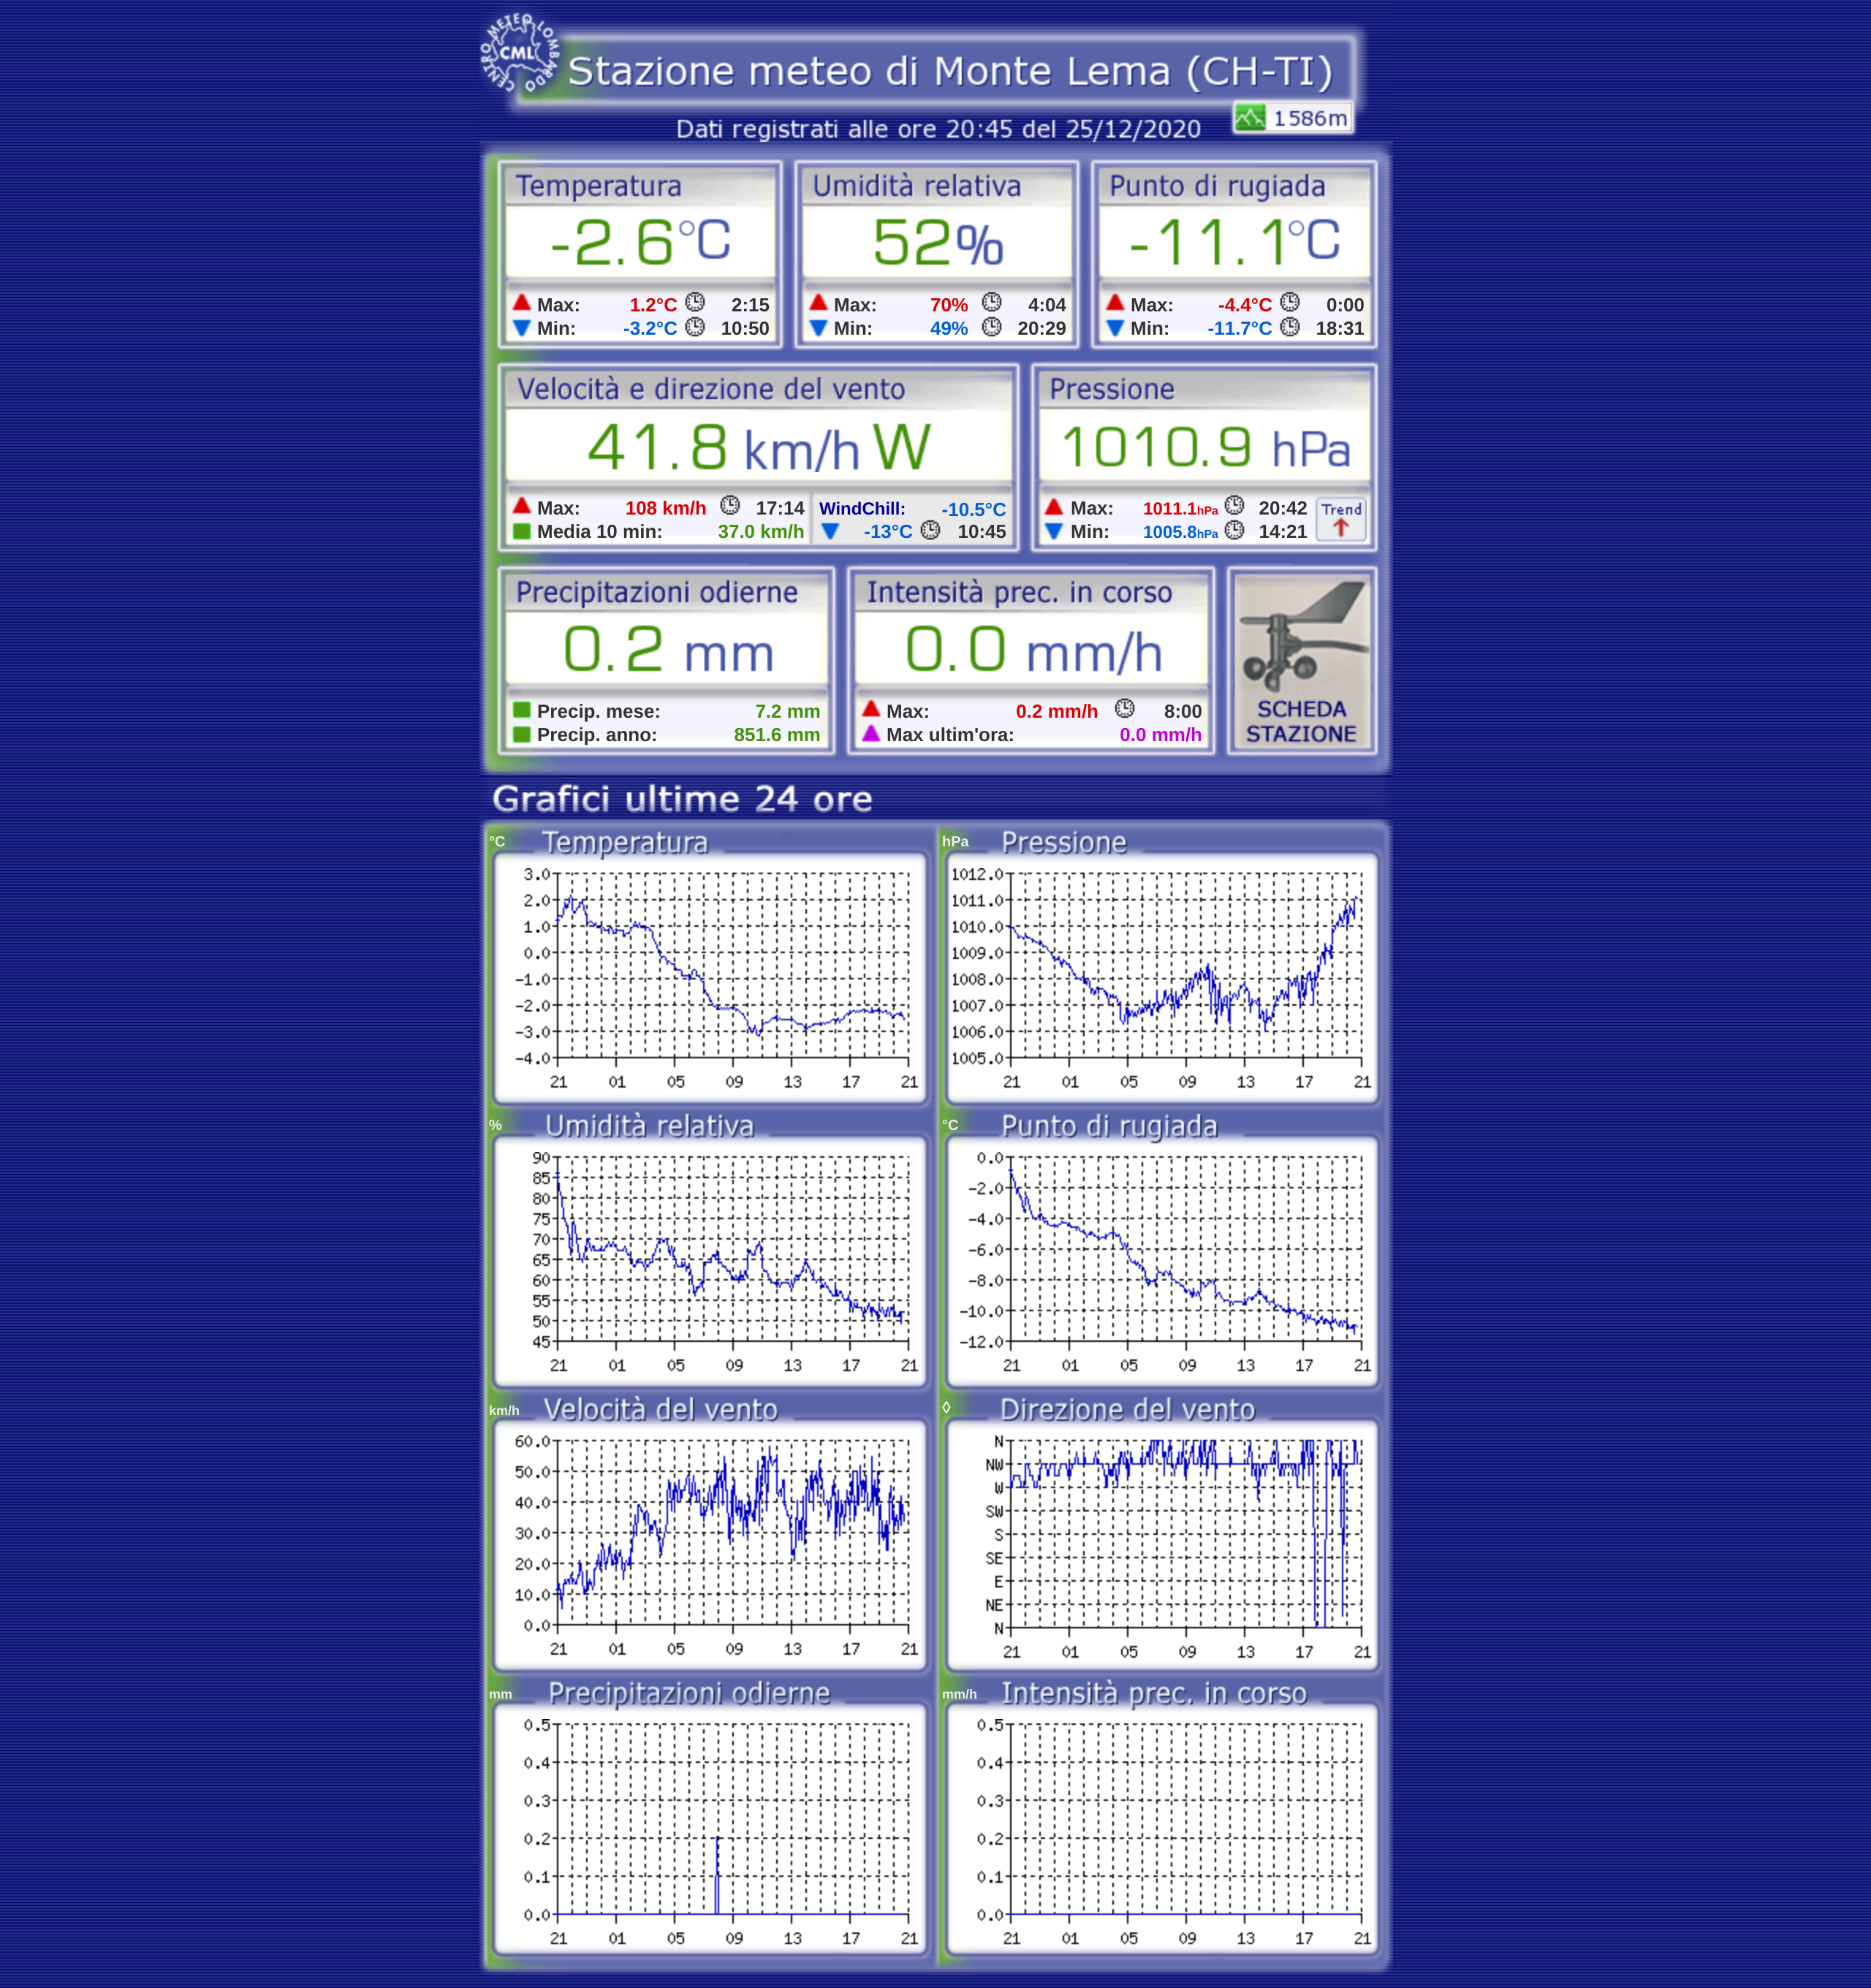 CENTRO METEO LOMBARDO
CML
Stazione meteo di Monte Lema (CH-TI)
1586m
Dati registrati alle ore 20:45 del 25/12/2020
Temperatura
-2.6°C
Max: 1.2°C 2:15
Min: -3.2°C 10:50
Umidità relativa
52%
Max: 70% 4:04
Min: 49% 20:29
Punto di rugiada
-11.1°C
Max: -4.4°C 0:00
Min: -11.7°C 18:31
Velocità e direzione del vento
41.8 km/h W
Max: 108 km/h 17:14
Media 10 min: 37.0 km/h
WindChill: -10.5°C
-13°C 10:45
Pressione
1010.9 hPa
Max: 1011.1hPa 20:42
Min: 1005.8hPa 14:21
Trend
Precipitazioni odierne
0.2 mm
Precip. mese: 7.2 mm
Precip. anno: 851.6 mm
Intensità prec. in corso
0.0 mm/h
Max: 0.2 mm/h 8:00
Max ultim'ora: 0.0 mm/h
SCHEDA
STAZIONE
Grafici ultime 24 ore
°C Temperatura
3.0
2.0
1.0
0.0
-1.0
-2.0
-3.0
-4.0
21 01 05 09 13 17 21
hPa Pressione
1012.0
1011.0
1010.0
1009.0
1008.0
1007.0
1006.0
1005.0
21 01 05 09 13 17 21
% Umidità relativa
90
85
80
75
70
65
60
55
50
45
21 01 05 09 13 17 21
°C Punto di rugiada
0.0
-2.0
-4.0
-6.0
-8.0
-10.0
-12.0
21 01 05 09 13 17 21
km/h Velocità del vento
60.0
50.0
40.0
30.0
20.0
10.0
0.0
21 01 05 09 13 17 21
◊ Direzione del vento
N
NW
W
SW
S
SE
E
NE
N
21 01 05 09 13 17 21
mm Precipitazioni odierne
0.5
0.4
0.3
0.2
0.1
0.0
21 01 05 09 13 17 21
mm/h Intensità prec. in corso
0.5
0.4
0.3
0.2
0.1
0.0
21 01 05 09 13 17 21